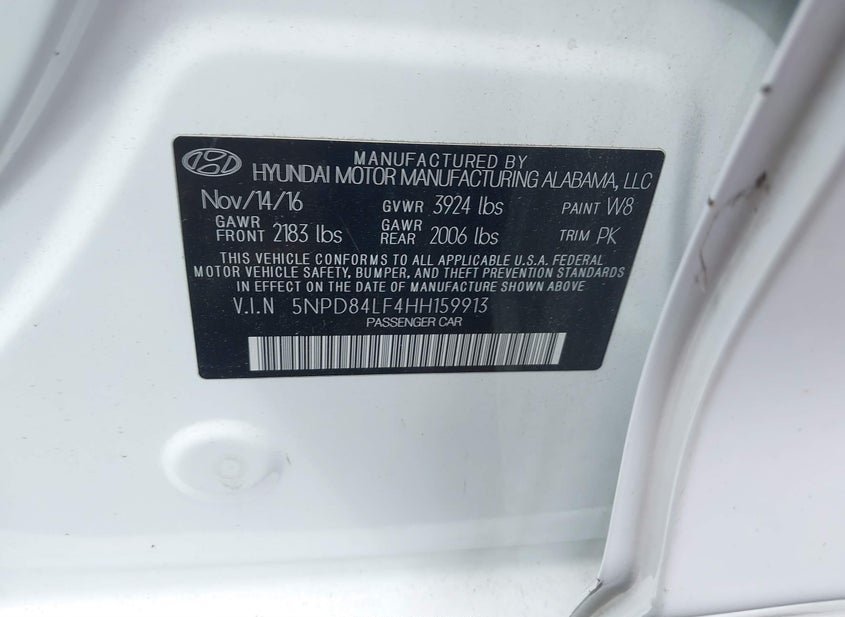 MANUFACTURED BY
HYUNDAI MOTOR MANUFACTURING ALABAMA, LLC
Nov/14/16 GVWR 3924 lbs PAINT W8
GAWR FRONT 2183 lbs GAWR REAR 2006 lbs TRIM PK
THIS VEHICLE CONFORMS TO ALL APPLICABLE U.S.A. FEDERAL
MOTOR VEHICLE SAFETY, BUMPER, AND THEFT PREVENTION STANDARDS
IN EFFECT ON THE DATE OF MANUFACTURE SHOWN ABOVE
V.I.N 5NPD84LF4HH159913
PASSENGER CAR